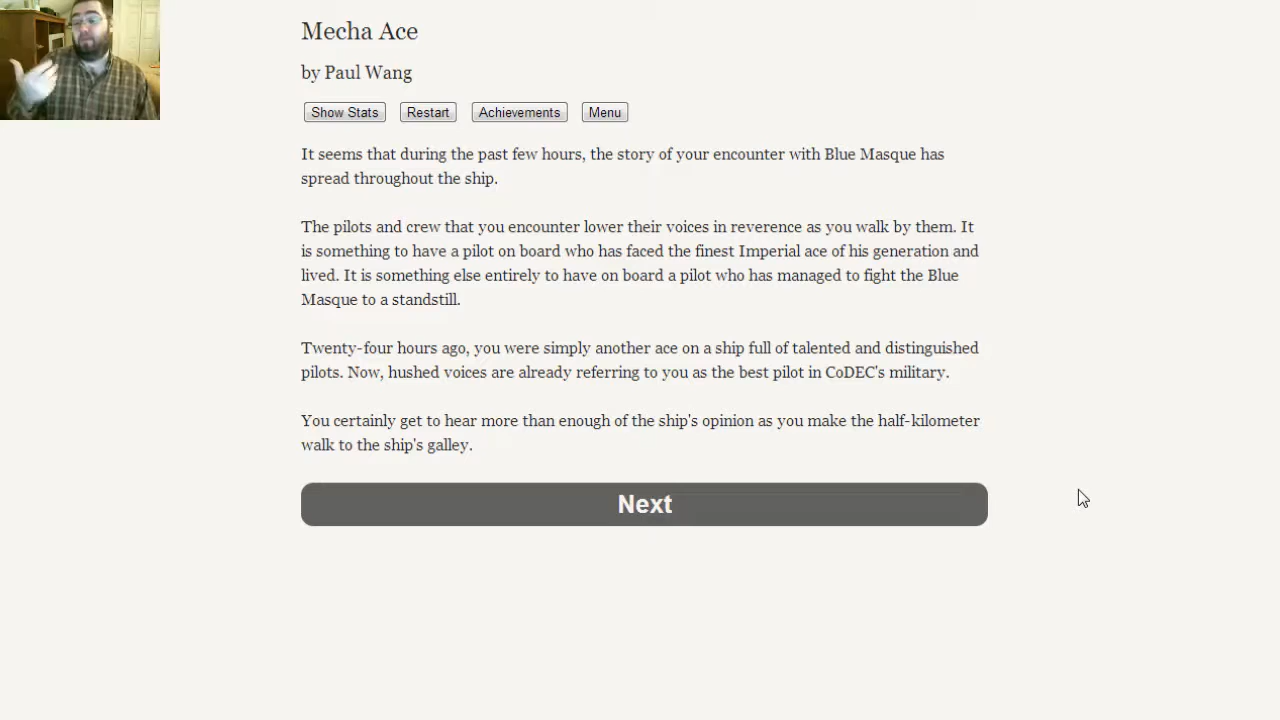 Mecha Ace
by Paul Wang
Show Stats Restart Achievements Menu
It seems that during the past few hours, the story of your encounter with Blue Masque has
spread throughout the ship.
The pilots and crew that you encounter lower their voices in reverence as you walk by them. It
is something to have a pilot on board who has faced the finest Imperial ace of his generation and
lived. It is something else entirely to have on board a pilot who has managed to fight the Blue
Masque to a standstill.
Twenty-four hours ago, you were simply another ace on a ship full of talented and distinguished
pilots. Now, hushed voices are already referring to you as the best pilot in CoDEC's military.
You certainly get to hear more than enough of the ship's opinion as you make the half-kilometer
walk to the ship's galley.
Next